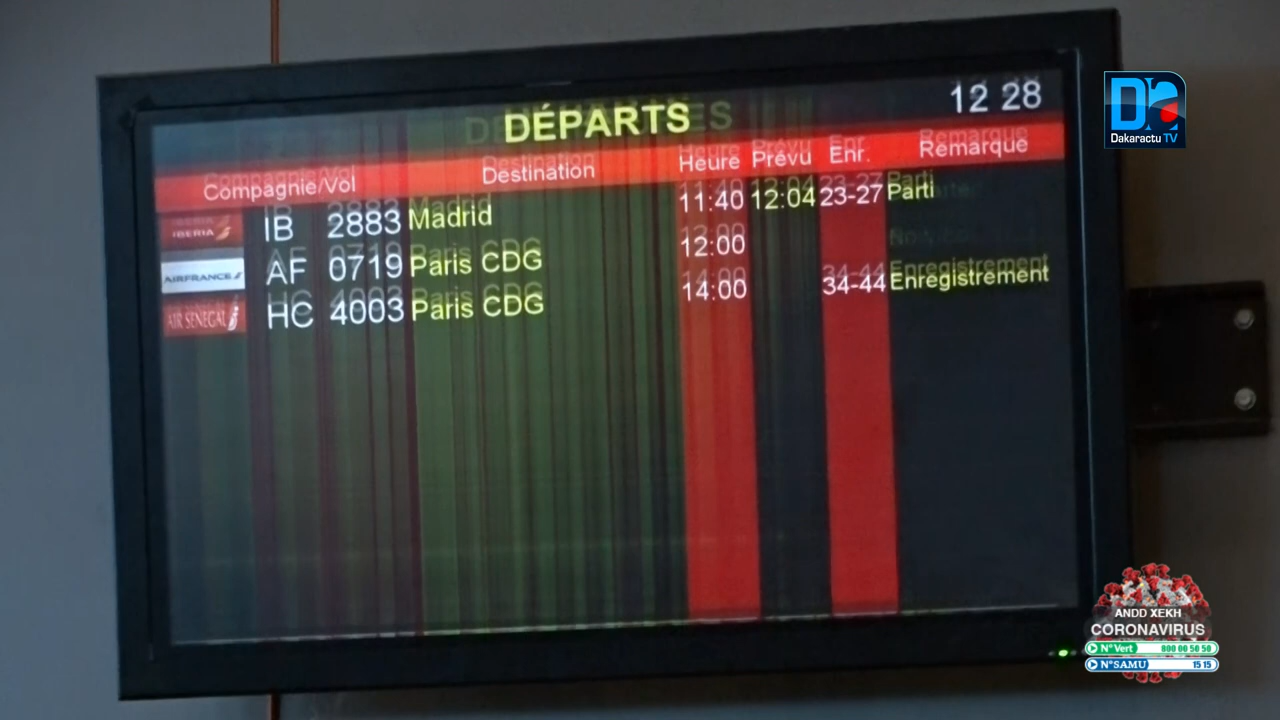 DÉPARTS
12 28
Compagnie/Vol Destination Heure Prévu Enr. Remarque
IBERIA IB 2883 Madrid 11:40 12:04 23-27 Parti
AIRFRANCE AF 0719 Paris CDG 12:00
AIR SENEGAL HC 4003 Paris CDG 14:00 34-44 Enregistrement
Dakaractu TV
ANDD XEKH
CORONAVIRUS
N°Vert 800 00 50 50
N°SAMU 15 15